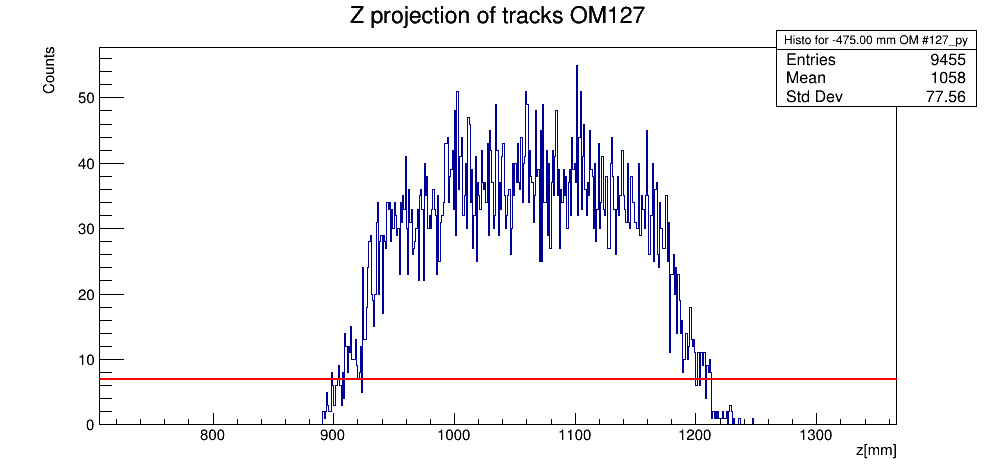 Z projection of tracks OM127
Histo for -475.00 mm OM #127_py
Entries 9455
Mean 1058
Std Dev 77.56
Counts
50
40
30
20
10
0
800 900 1000 1100 1200 1300
z[mm]